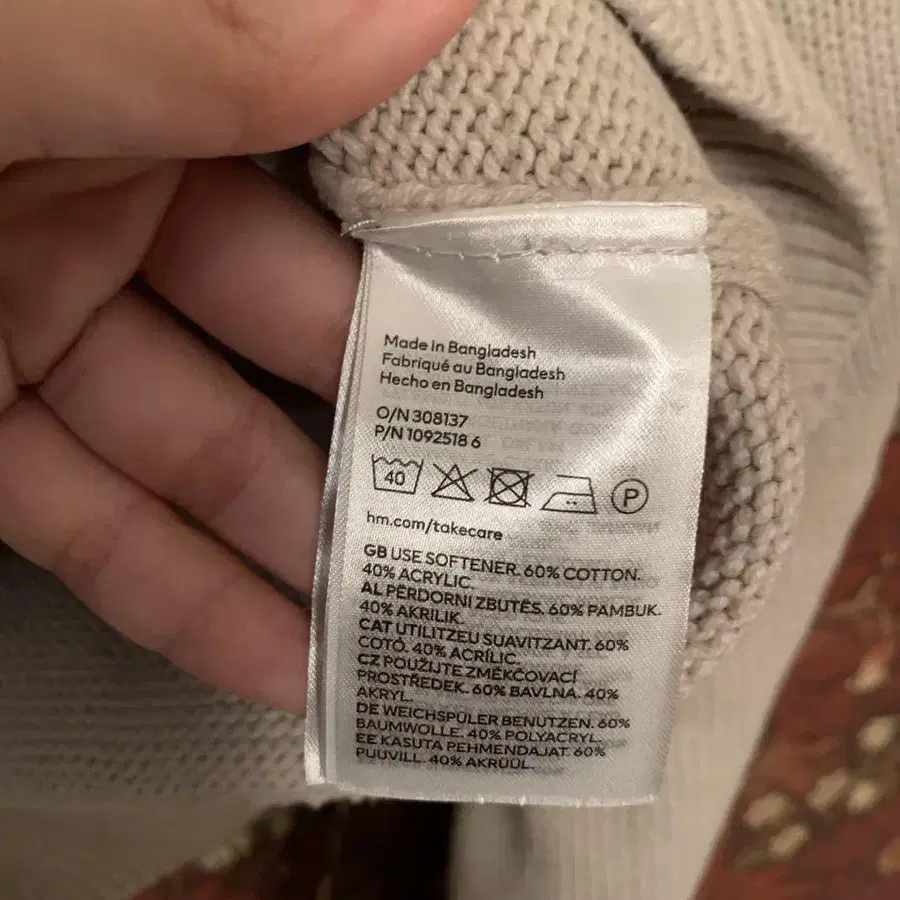 Made in Bangladesh
Fabriqué au Bangladesh
Hecho en Bangladesh
O/N 308137
P/N 1092518 6
40
P
hm.com/takecare
GB USE SOFTENER. 60% COTTON.
40% ACRYLIC.
AL PËRDORNI ZBUTËS. 60% PAMBUK.
40% AKRILIK.
CAT UTILITZEU SUAVITZANT. 60%
COTÓ. 40% ACRÍLIC.
CZ POUŽIJTE ZMĚKČOVACÍ
PROSTŘEDEK. 60% BAVLNA. 40%
AKRYL.
DE WEICHSPÜLER BENUTZEN. 60%
BAUMWOLLE. 40% POLYACRYL.
EE KASUTA PEHMENDAJAT. 60%
PUUVILL. 40% AKRÜÜL.